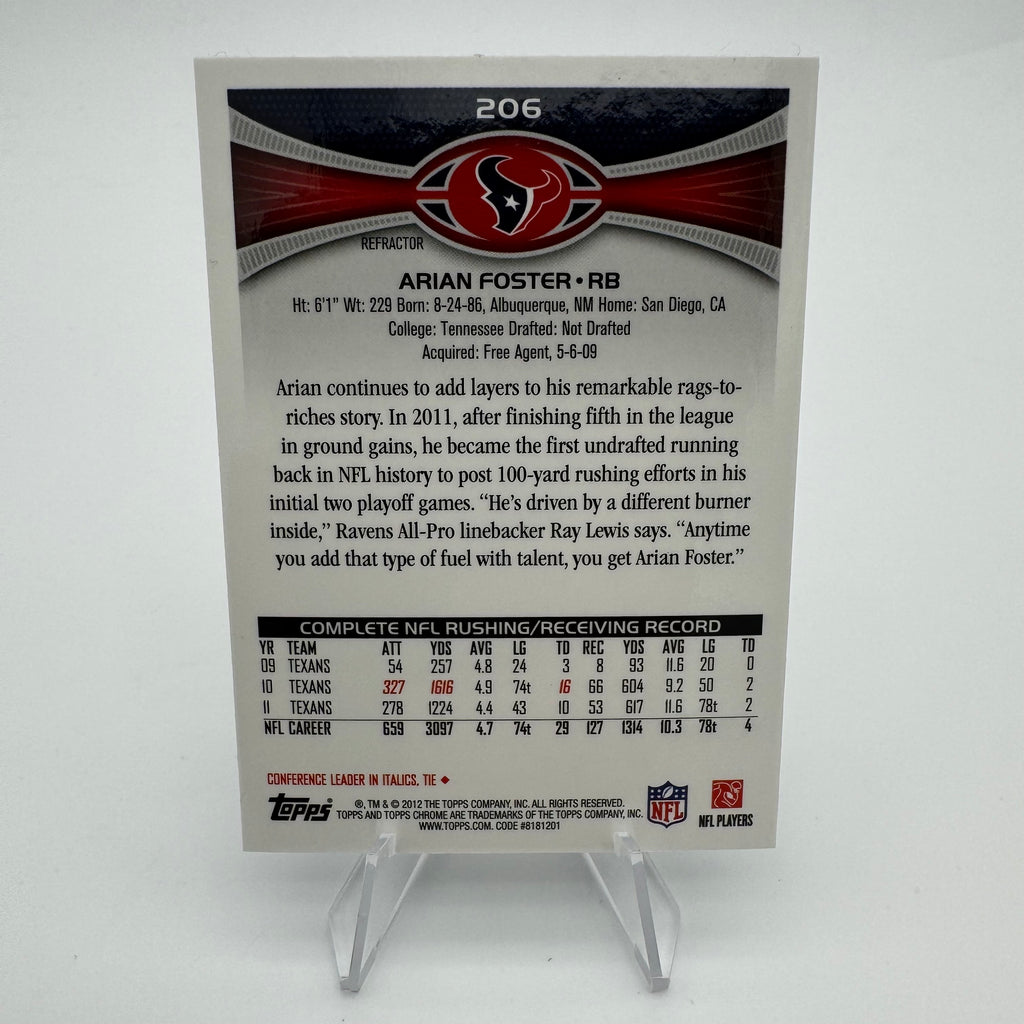 206
REFRACTOR
ARIAN FOSTER • RB
Ht: 6'1" Wt: 229 Born: 8-24-86, Albuquerque, NM Home: San Diego, CA
College: Tennessee Drafted: Not Drafted
Acquired: Free Agent, 5-6-09
Arian continues to add layers to his remarkable rags-to-
riches story. In 2011, after finishing fifth in the league
in ground gains, he became the first undrafted running
back in NFL history to post 100-yard rushing efforts in his
initial two playoff games. “He’s driven by a different burner
inside,” Ravens All-Pro linebacker Ray Lewis says. “Anytime
you add that type of fuel with talent, you get Arian Foster.”
COMPLETE NFL RUSHING/RECEIVING RECORD
YR TEAM ATT YDS AVG LG TD REC YDS AVG LG TD
09 TEXANS 54 257 4.8 24 3 8 93 11.6 20 0
10 TEXANS 327 1616 4.9 74t 16 66 604 9.2 50 2
11 TEXANS 278 1224 4.4 43 10 53 617 11.6 78t 2
NFL CAREER 659 3097 4.7 74t 29 127 1314 10.3 78t 4
CONFERENCE LEADER IN ITALICS, TIE ◆
topps
®, TM & © 2012 THE TOPPS COMPANY, INC. ALL RIGHTS RESERVED.
TOPPS AND TOPPS CHROME ARE TRADEMARKS OF THE TOPPS COMPANY, INC.
WWW.TOPPS.COM. CODE #8181201
NFL
NFL PLAYERS